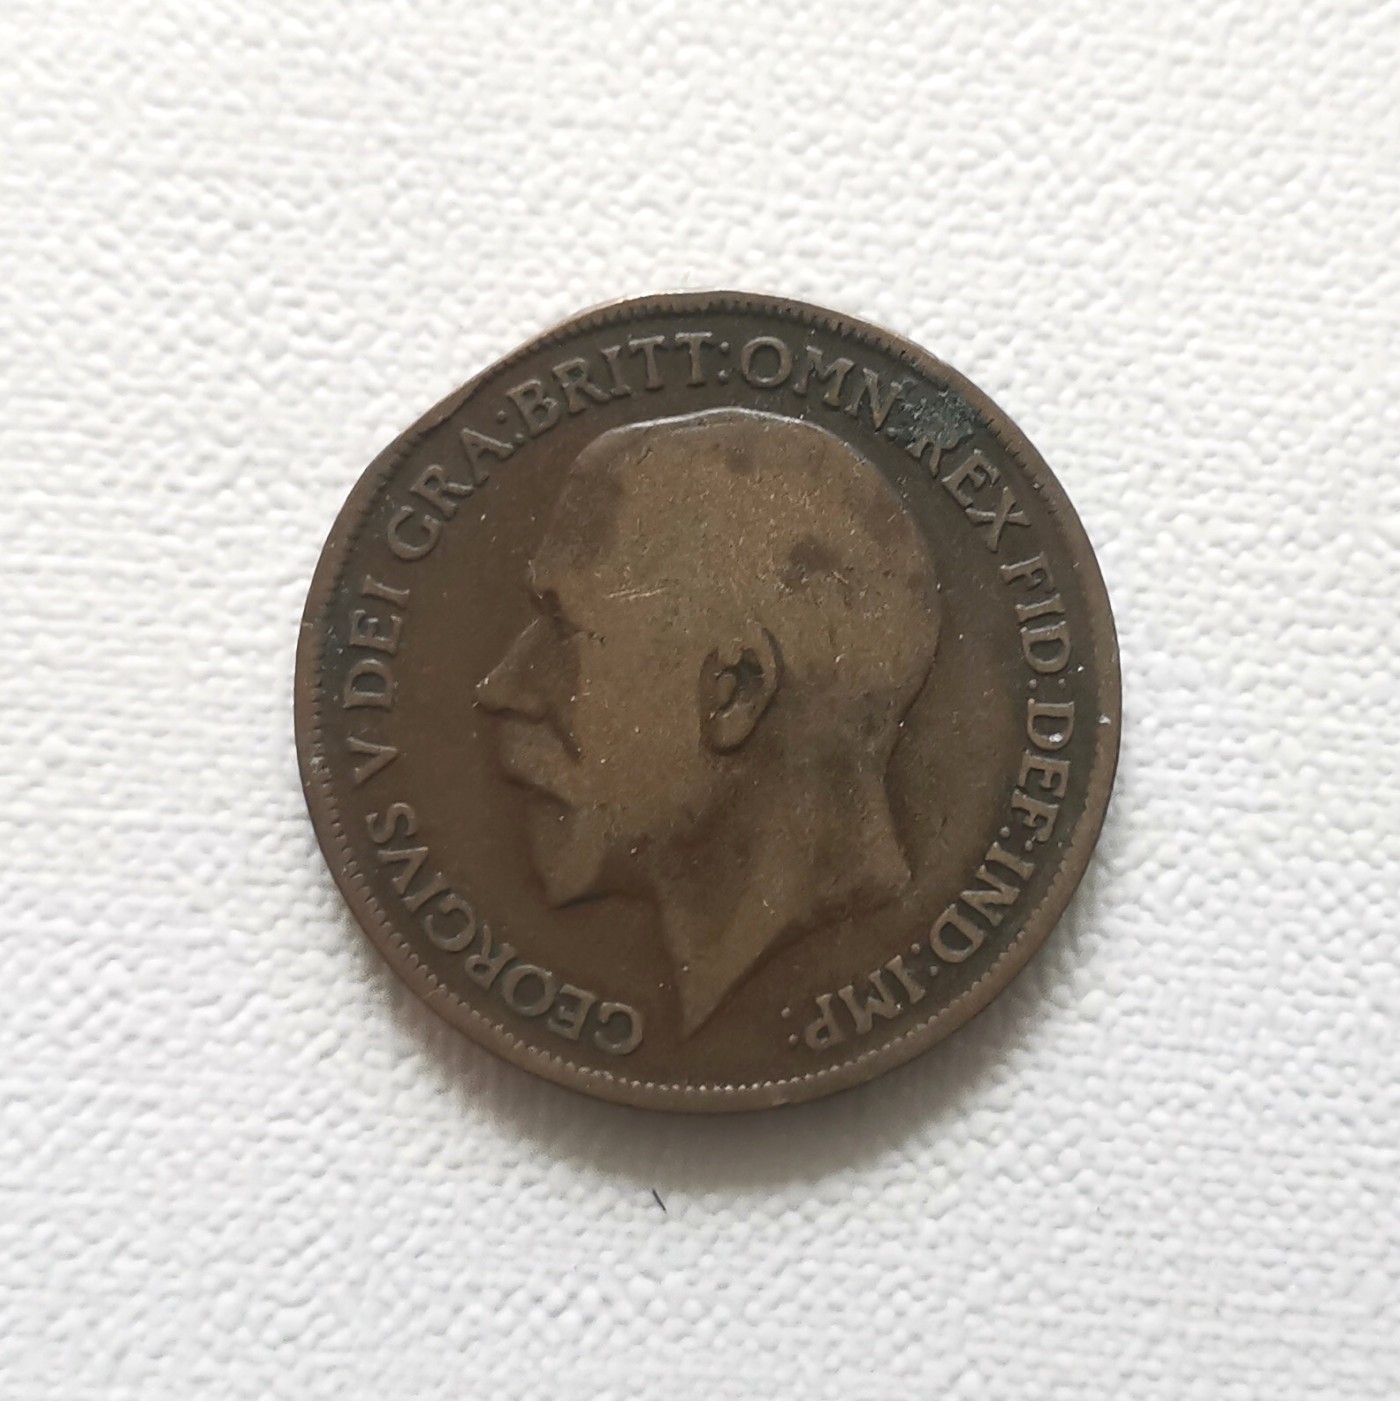 GEORGIVS V DEI GRA: BRITT: OMN: REX FID: DEF: IND: IMP: